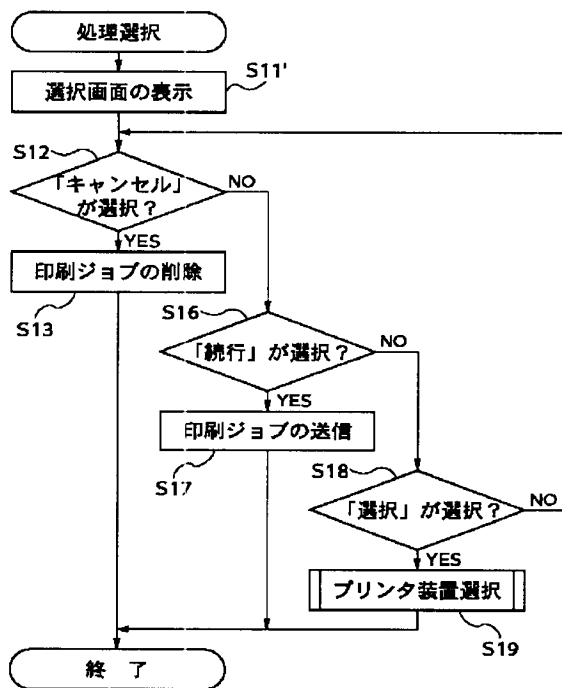 処理選択
S11'
選択画面の表示
S12
「キャンセル」
が選択？
NO
YES
印刷ジョブの削除
S13
S16
「続行」が選択？
NO
YES
印刷ジョブの送信
S17
S18
「選択」が選択？
NO
YES
プリンタ装置選択
S19
終 了